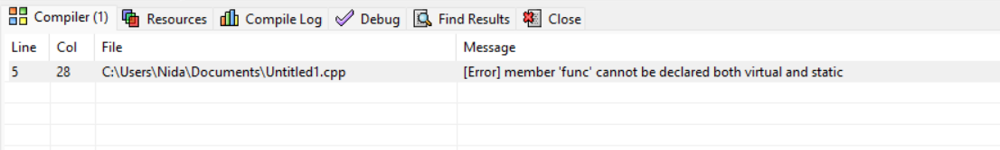 Compiler (1) Resources Compile Log Debug Find Results Close
Line Col File Message
5 28 C:\Users\Nida\Documents\Untitled1.cpp [Error] member 'func' cannot be declared both virtual and static